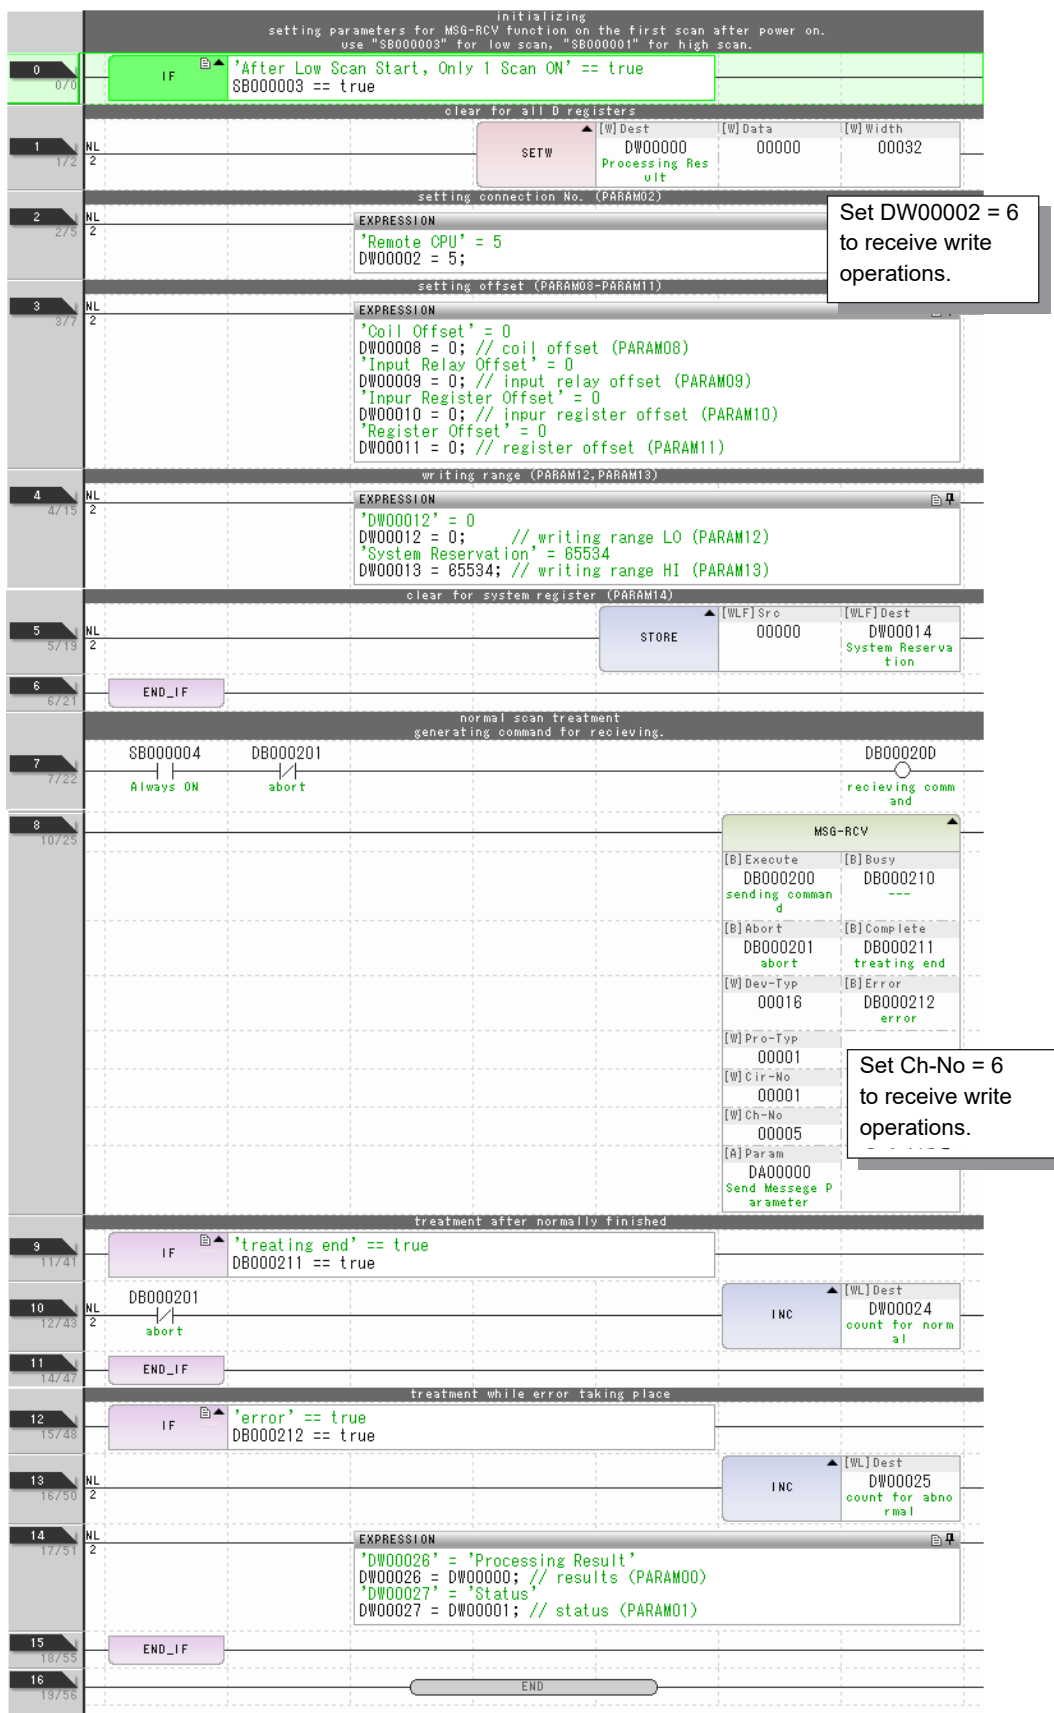 initializing
setting parameters for MSG-RCV function on the first scan after power on.
use "SB000003" for low scan, "SB000001" for high scan.
0
0/0
IF
'After Low Scan Start, Only 1 Scan ON' == true
SB000003 == true
clear for all D registers
1
1/2
NL
2
SETW
[W]Dest
DW00000
Processing Res
ult
[W]Data
00000
[W]Width
00032
setting connection No. (PARAM02)
2
2/5
NL
2
EXPRESSION
'Remote CPU' = 5
DW00002 = 5;
Set DW00002 = 6
to receive write
operations.
setting offset (PARAM08-PARAM11)
3
3/7
NL
2
EXPRESSION
'Coil Offset' = 0
DW00008 = 0; // coil offset (PARAM08)
'Input Relay Offset' = 0
DW00009 = 0; // input relay offset (PARAM09)
'Inpur Register Offset' = 0
DW00010 = 0; // inpur register offset (PARAM10)
'Register Offset' = 0
DW00011 = 0; // register offset (PARAM11)
writing range (PARAM12,PARAM13)
4
4/15
NL
2
EXPRESSION
'DW00012' = 0
DW00012 = 0; // writing range LO (PARAM12)
'System Reservation' = 65534
DW00013 = 65534; // writing range HI (PARAM13)
clear for system register (PARAM14)
5
5/19
NL
2
STORE
[WLF]Src
00000
[WLF]Dest
DW00014
System Reserva
tion
6
6/21
END_IF
normal scan treatment
generating command for recieving.
7
7/22
SB000004
Always ON
DB000201
abort
DB00020D
recieving comm
and
8
10/25
MSG-RCV
[B]Execute
DB000200
sending comman
d
[B]Busy
DB000210
---
[B]Abort
DB000201
abort
[B]Complete
DB000211
treating end
[W]Dev-Typ
00016
[B]Error
DB000212
error
[W]Pro-Typ
00001
[W]Cir-No
00001
[W]Ch-No
00005
[A]Param
DA00000
Send Messege P
arameter
Set Ch-No = 6
to receive write
operations.
treatment after normally finished
9
11/41
IF
'treating end' == true
DB000211 == true
10
12/43
NL
2
DB000201
abort
INC
[WL]Dest
DW00024
count for norm
al
11
14/47
END_IF
treatment while error taking place
12
15/48
IF
'error' == true
DB000212 == true
13
16/50
NL
2
INC
[WL]Dest
DW00025
count for abno
rmal
14
17/51
NL
2
EXPRESSION
'DW00026' = 'Processing Result'
DW00026 = DW00000; // results (PARAM00)
'DW00027' = 'Status'
DW00027 = DW00001; // status (PARAM01)
15
18/55
END_IF
16
19/56
END